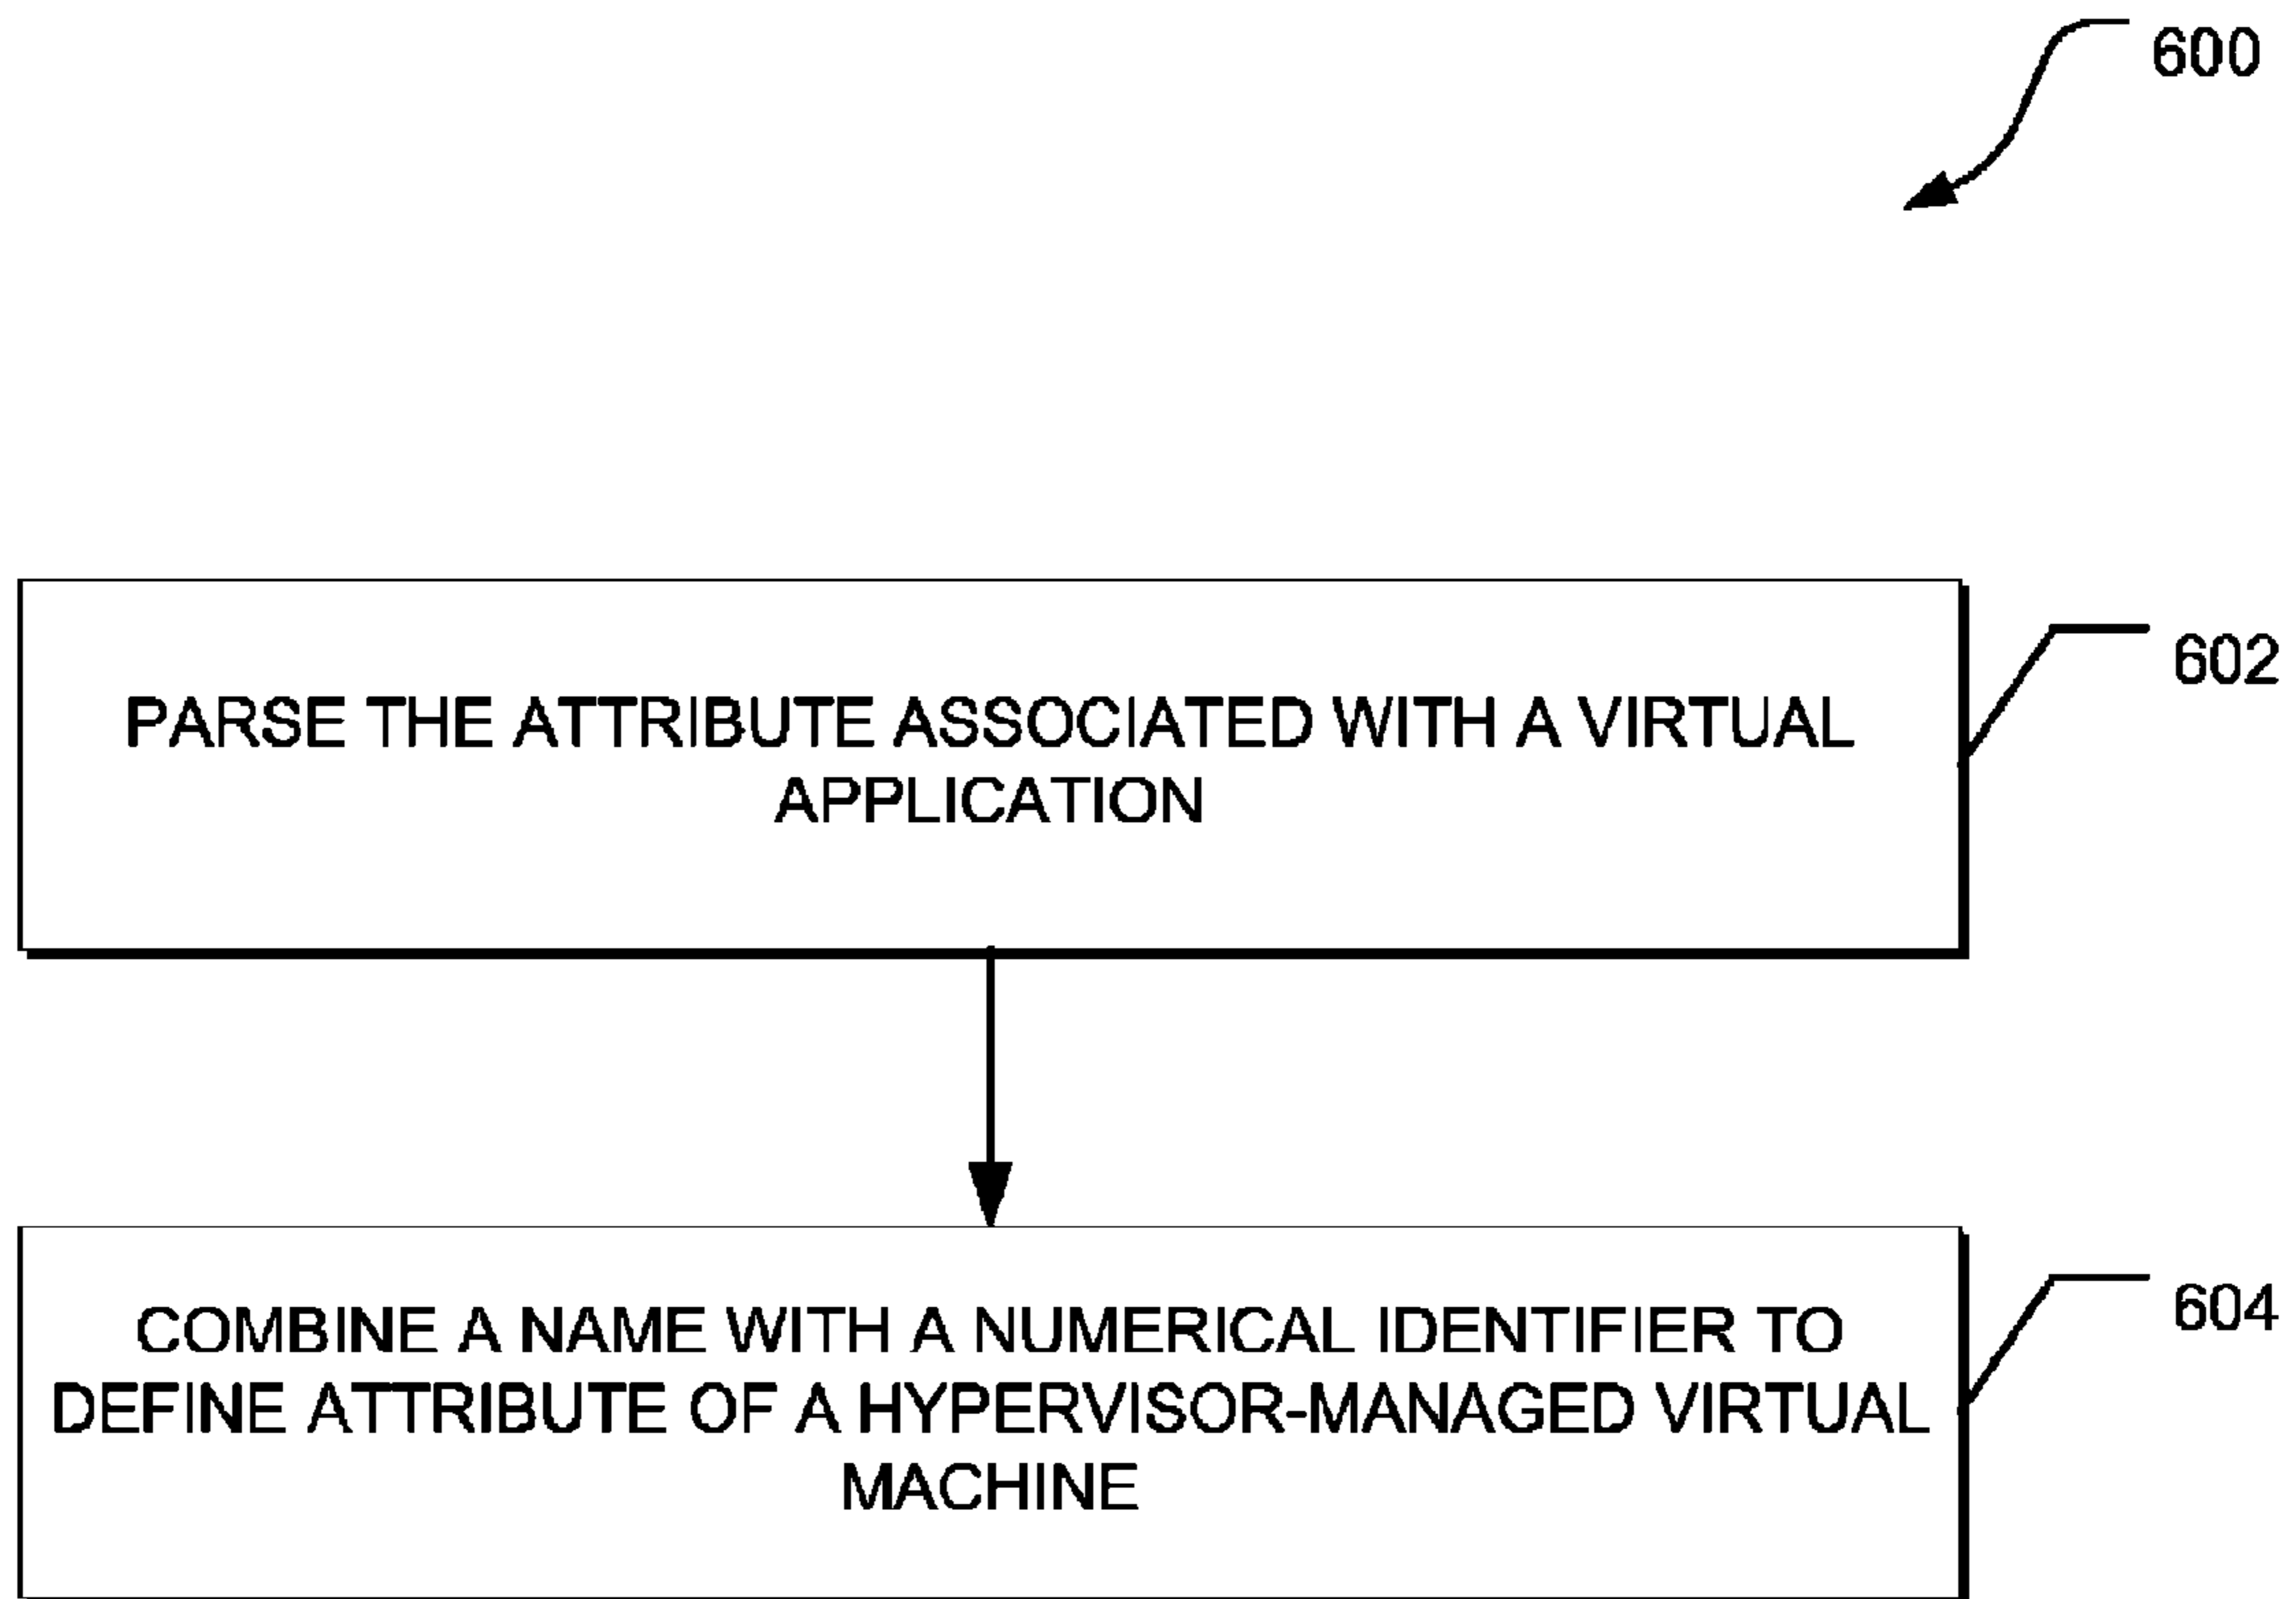 600
602
PARSE THE ATTRIBUTE ASSOCIATED WITH A VIRTUAL
APPLICATION
604
COMBINE A NAME WITH A NUMERICAL IDENTIFIER TO
DEFINE ATTRIBUTE OF A HYPERVISOR-MANAGED VIRTUAL
MACHINE